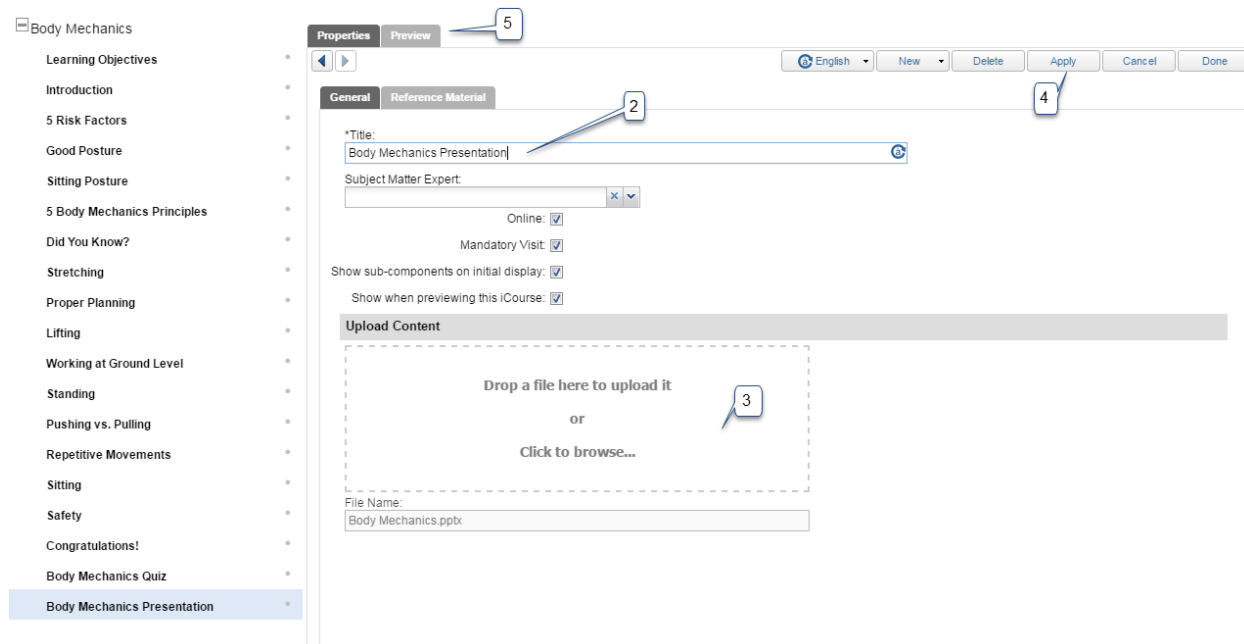 Body Mechanics
Learning Objectives
Introduction
5 Risk Factors
Good Posture
Sitting Posture
5 Body Mechanics Principles
Did You Know?
Stretching
Proper Planning
Lifting
Working at Ground Level
Standing
Pushing vs. Pulling
Repetitive Movements
Sitting
Safety
Congratulations!
Body Mechanics Quiz
Body Mechanics Presentation
Properties Preview 5
English New Delete Apply Cancel Done
4
General Reference Material
2
*Title:
Body Mechanics Presentation
Subject Matter Expert:
Online:
Mandatory Visit:
Show sub-components on initial display:
Show when previewing this iCourse:
Upload Content
Drop a file here to upload it
or
Click to browse...
3
File Name:
Body Mechanics.pptx